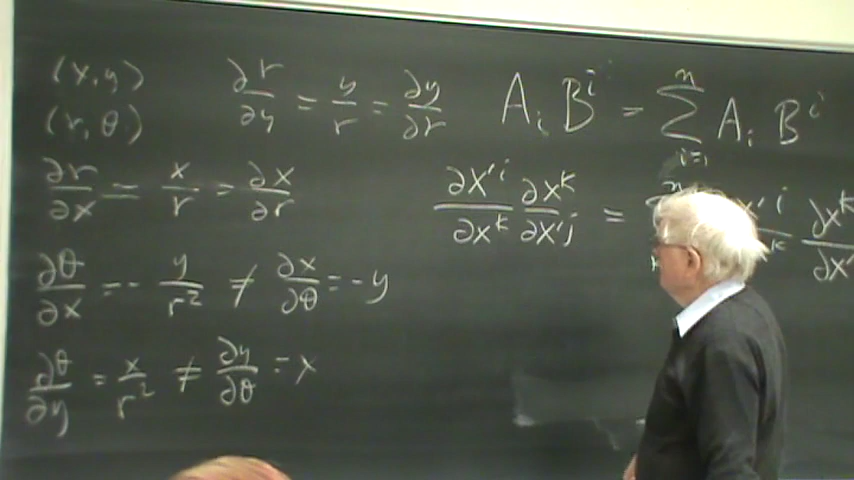 (x,y)
(r,θ)
∂r/∂y = y/r = ∂y/∂r
∂r/∂x = x/r = ∂x/∂r
∂θ/∂x = - y/r² ≠ ∂x/∂θ = -y
∂θ/∂y = x/r² ≠ ∂y/∂θ = x
A_i B^i = Σ_{i=1}^{n} A_i B^i
∂x'^i/∂x^k ∂x^k/∂x'^j =